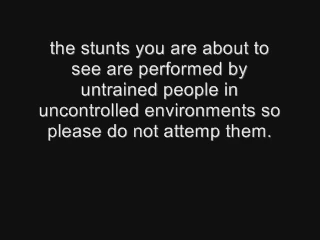 the stunts you are about to
see are performed by
untrained people in
uncontrolled environments so
please do not attemp them.